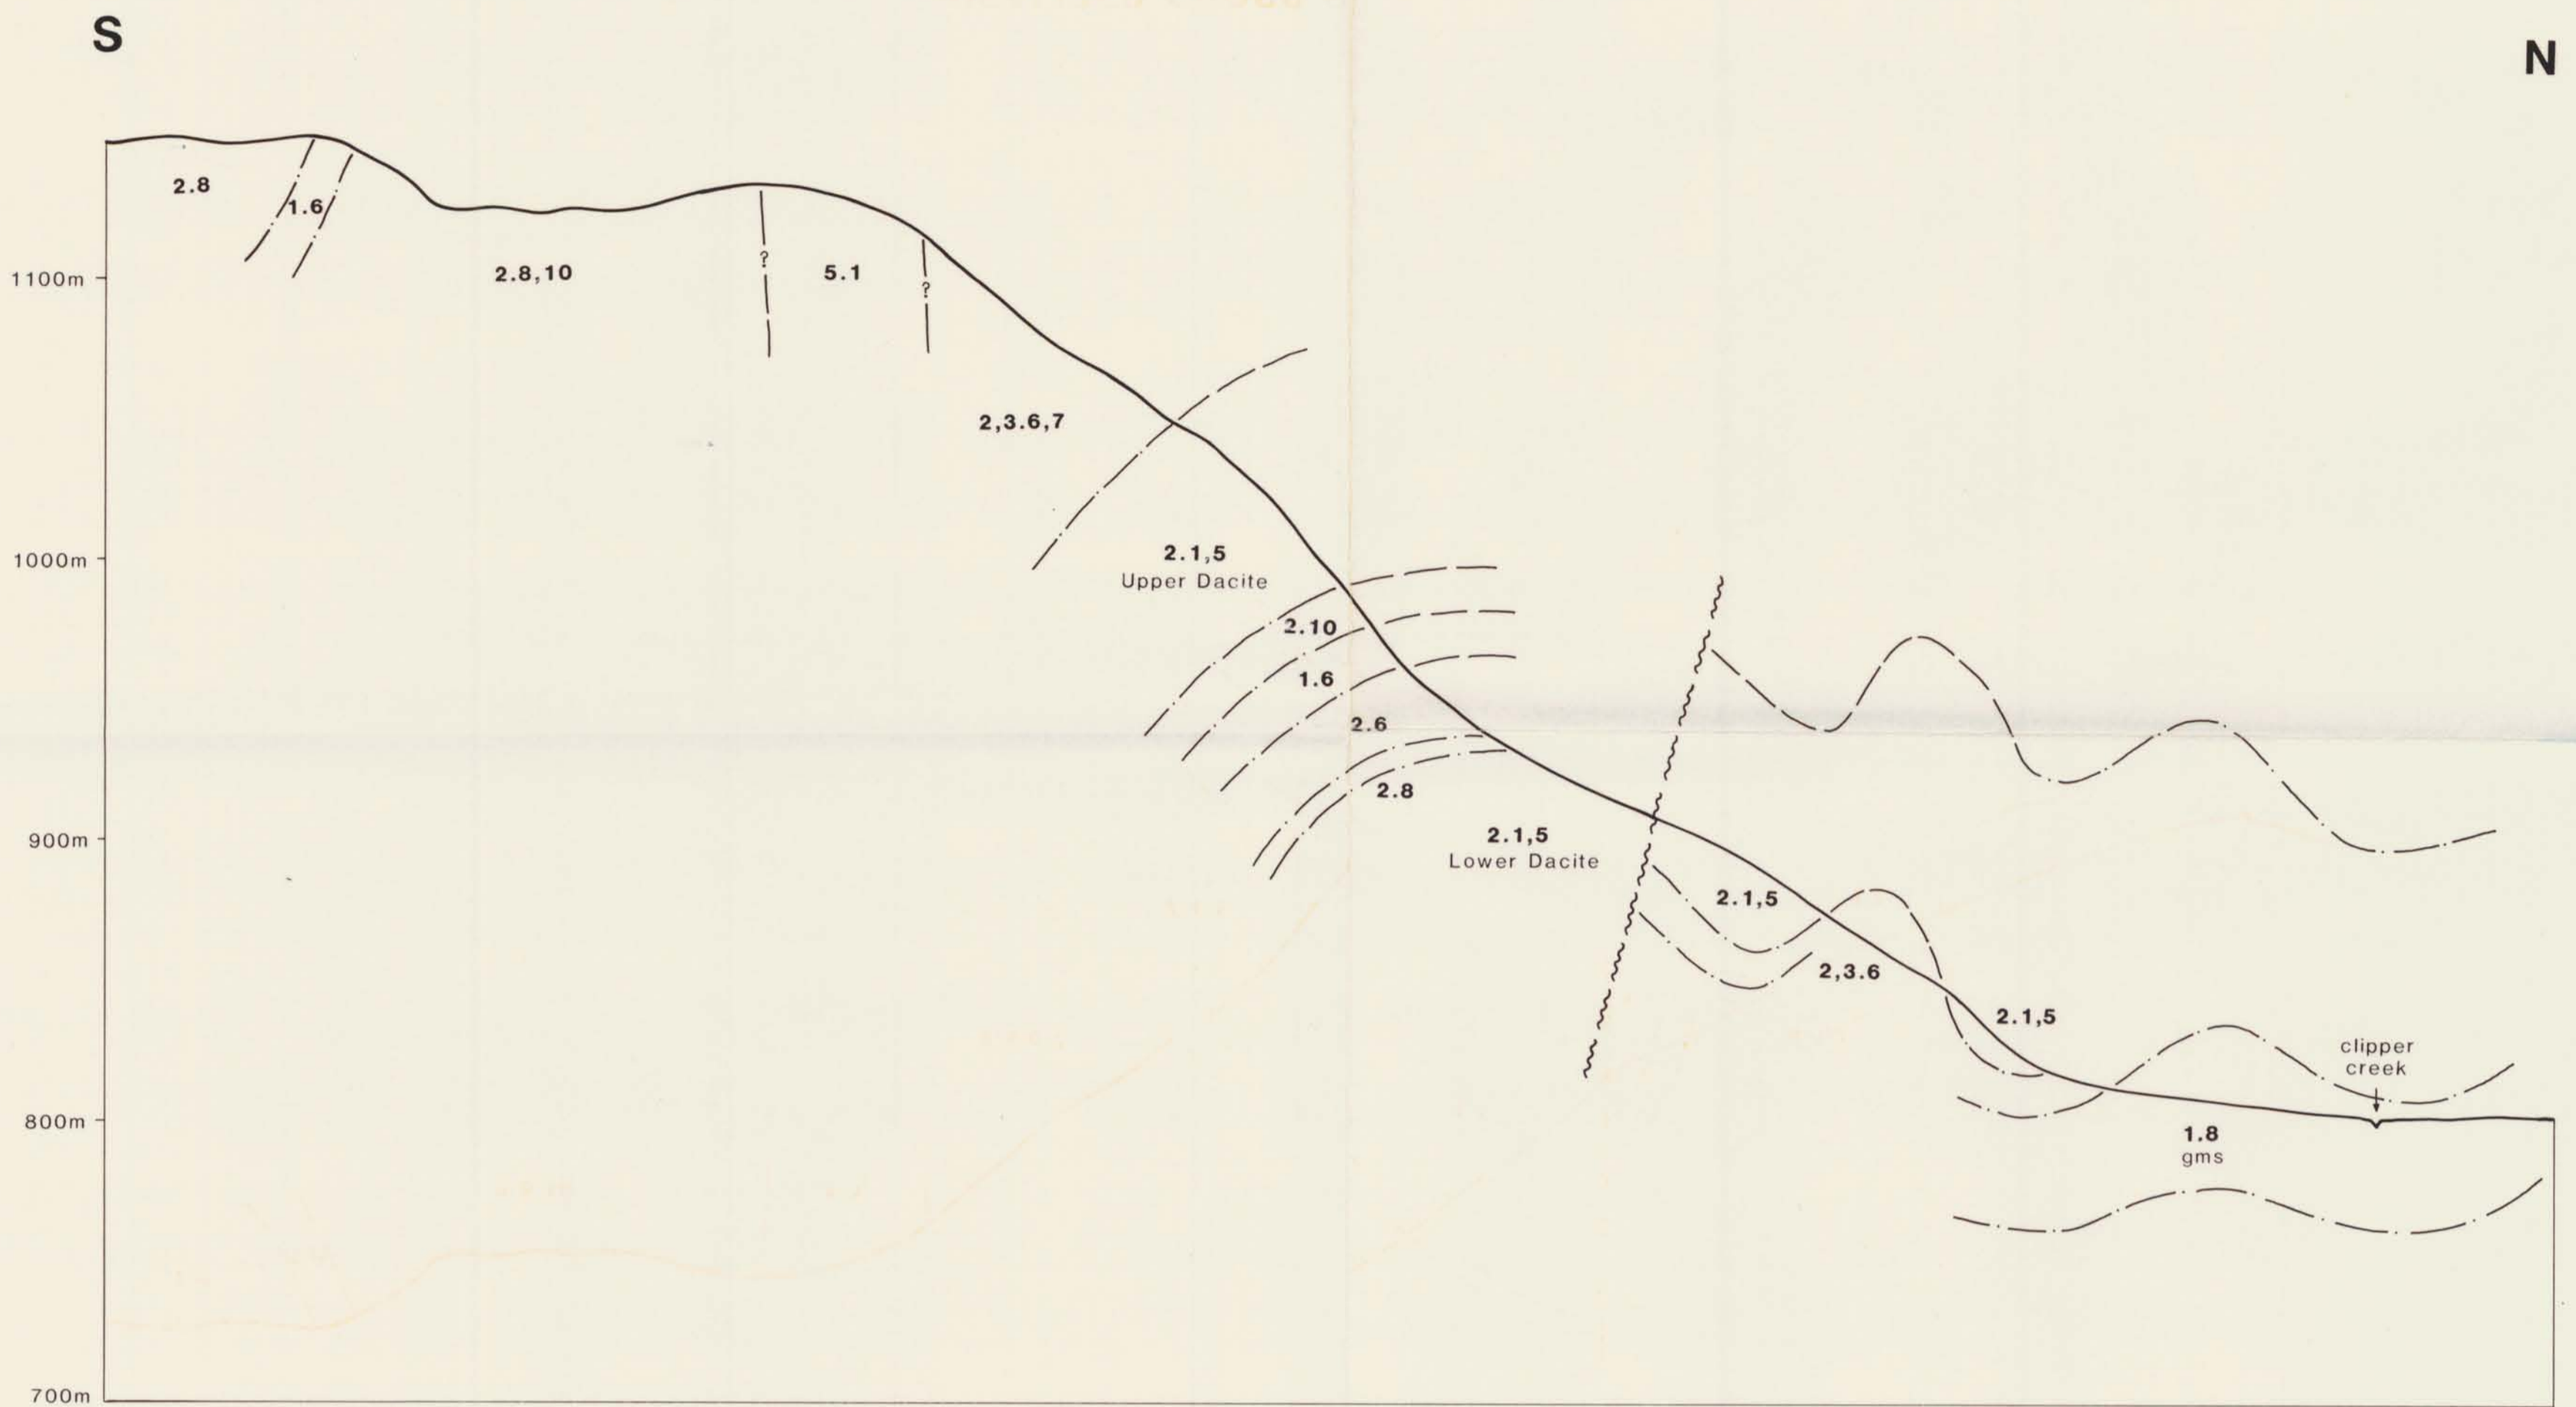 S
N
2.8
1.6
1100m
2.8,10
?
5.1
?
2,3.6,7
1000m
2.1,5
Upper Dacite
2.10
1.6
2.6
2.8
900m
2.1,5
Lower Dacite
2.1,5
2,3.6
2.1,5
clipper
creek
800m
1.8
gms
700m